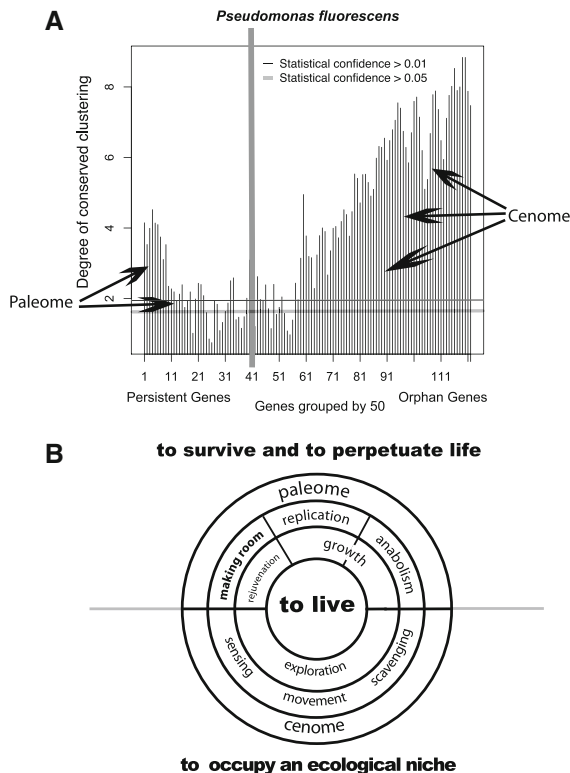 A
Pseudomonas fluorescens
Statistical confidence > 0.01
Statistical confidence > 0.05
Degree of conserved clustering
8
6
4
2
Cenome
Paleome
1 11 21 31 41 51 61 71 81 91 111
Persistent Genes
Genes grouped by 50
Orphan Genes
B
to survive and to perpetuate life
paleome
replication
making room
growth
anabolism
rejuvenation
to live
sensing
exploration
scavenging
movement
cenome
to occupy an ecological niche